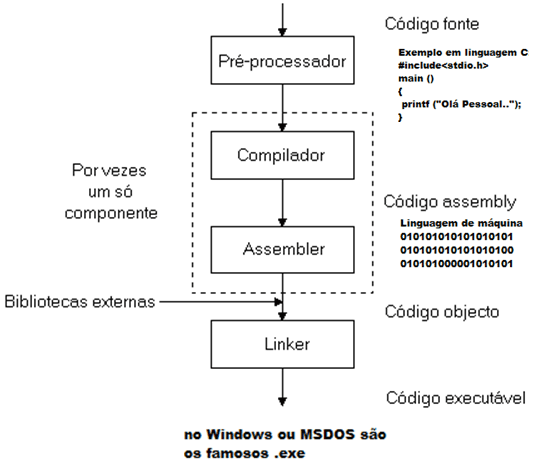 Código fonte
Exemplo em linguagem C
#include<stdio.h>
main ()
{
printf ("Olá Pessoal..");
}
Pré-processador
Compilador
Por vezes
um só
componente
Código assembly
Linguagem de máquina
010101010101010101
010101010101010100
010101000001010101
Assembler
Bibliotecas externas
Código objecto
Linker
Código executável
no Windows ou MSDOS são
os famosos .exe